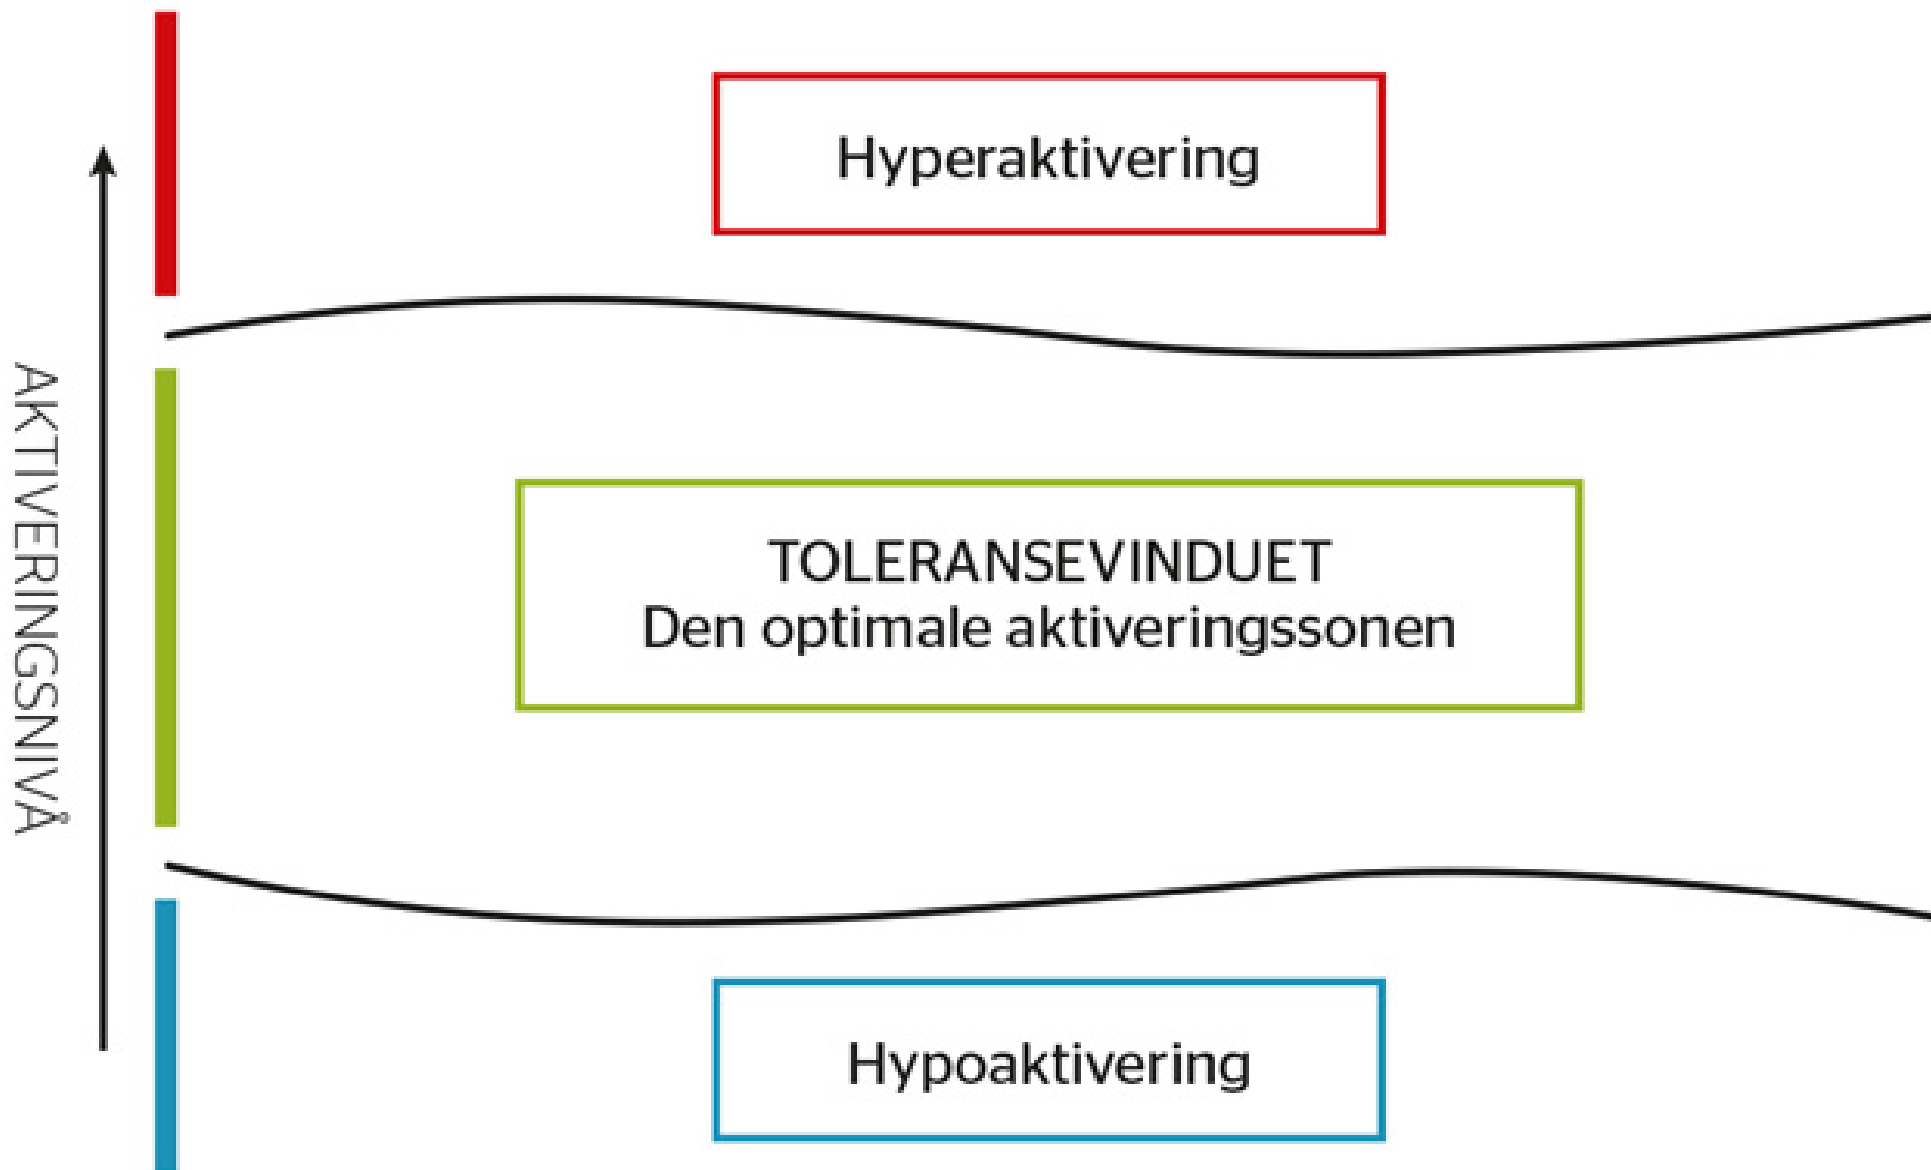 Hyperaktivering
AKTIVERINGSNIVÅ
TOLERANSEVINDUET
Den optimale aktiveringssonen
Hypoaktivering